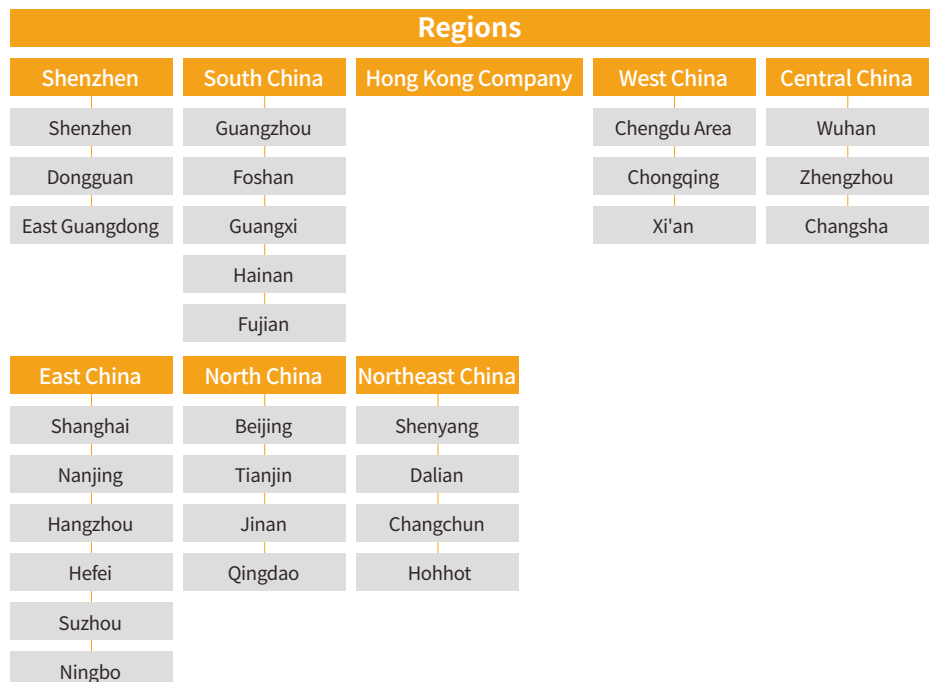 Regions
Shenzhen
Shenzhen
Dongguan
East Guangdong
South China
Guangzhou
Foshan
Guangxi
Hainan
Fujian
Hong Kong Company
West China
Chengdu Area
Chongqing
Xi'an
Central China
Wuhan
Zhengzhou
Changsha
East China
Shanghai
Nanjing
Hangzhou
Hefei
Suzhou
Ningbo
North China
Beijing
Tianjin
Jinan
Qingdao
Northeast China
Shenyang
Dalian
Changchun
Hohhot